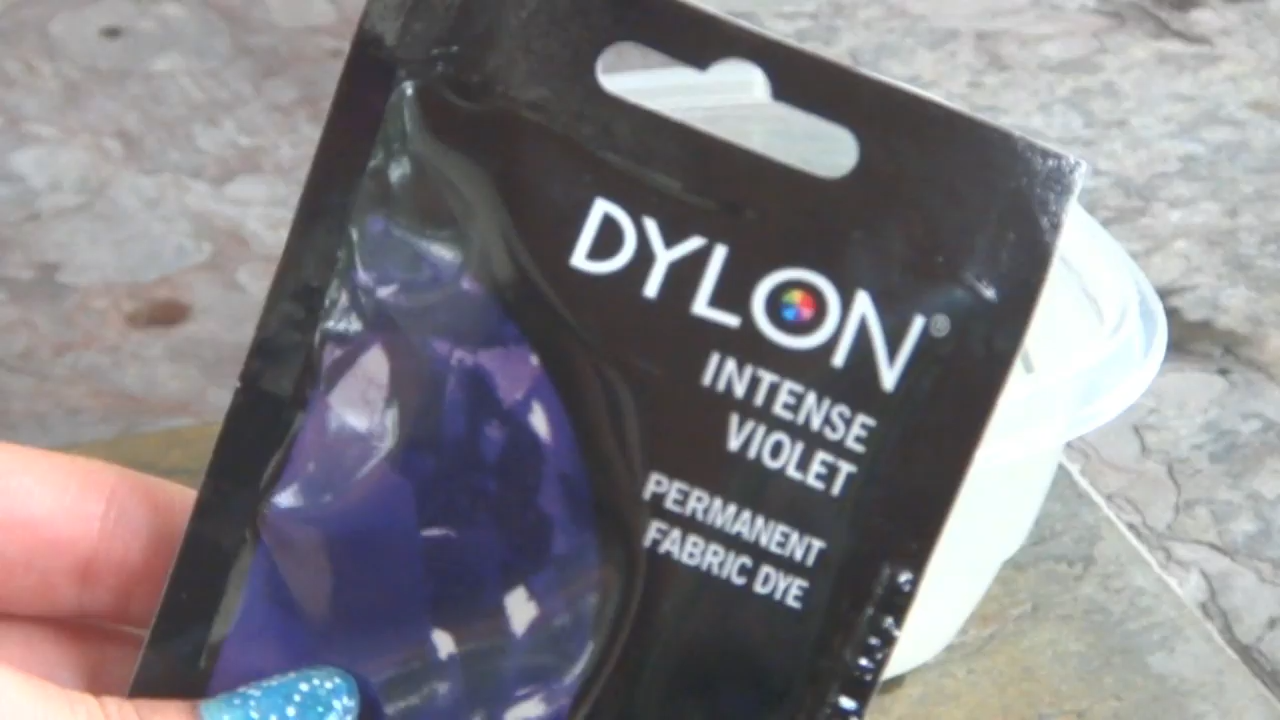 DYLON®
INTENSE
VIOLET
PERMANENT
FABRIC DYE